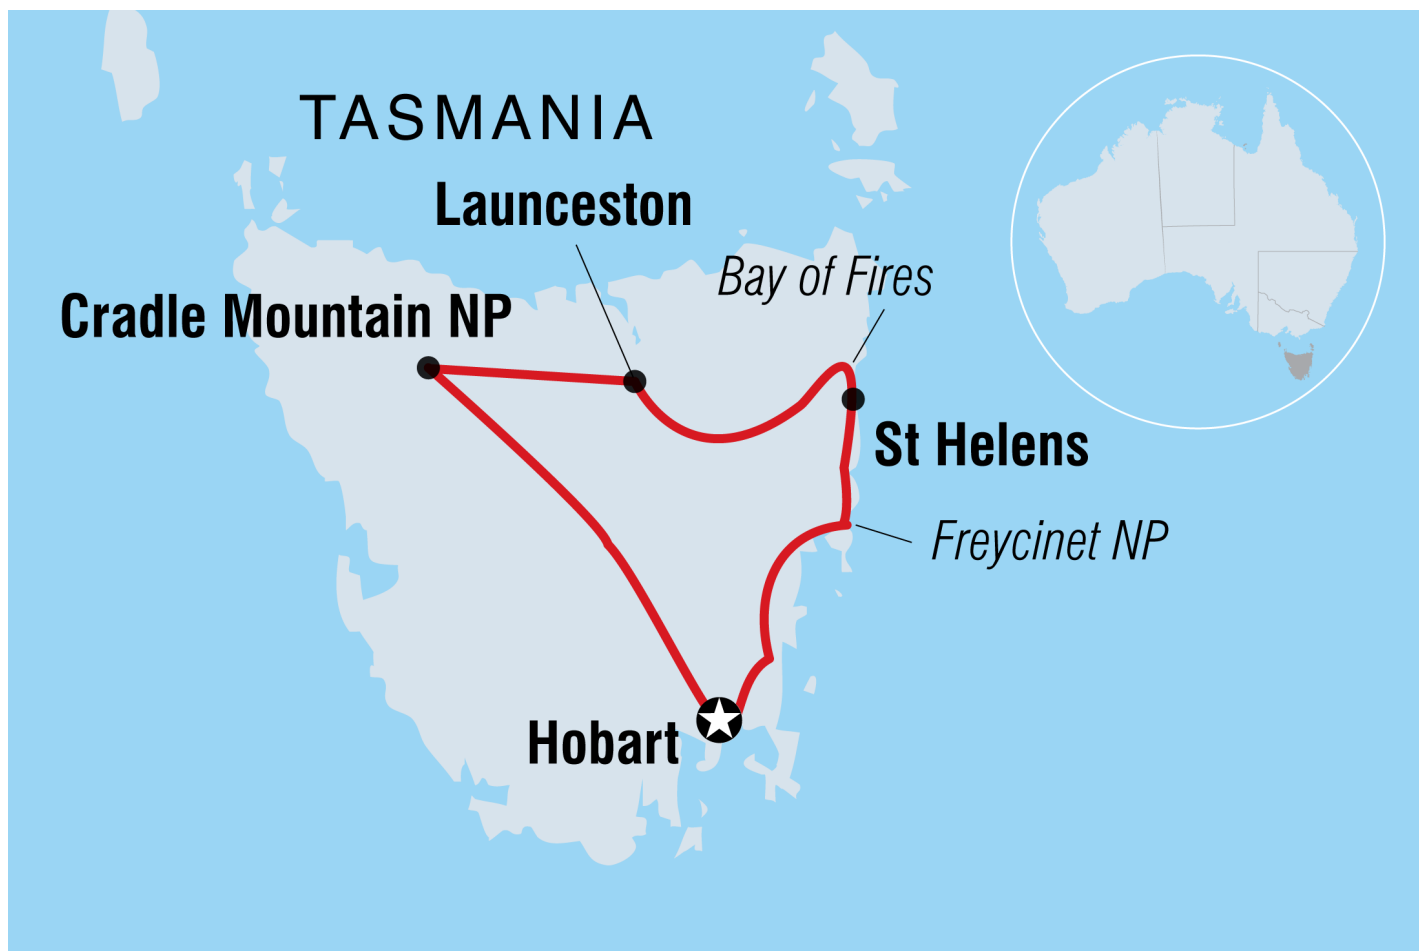 TASMANIA
Launceston
Bay of Fires
Cradle Mountain NP
St Helens
Freycinet NP
Hobart